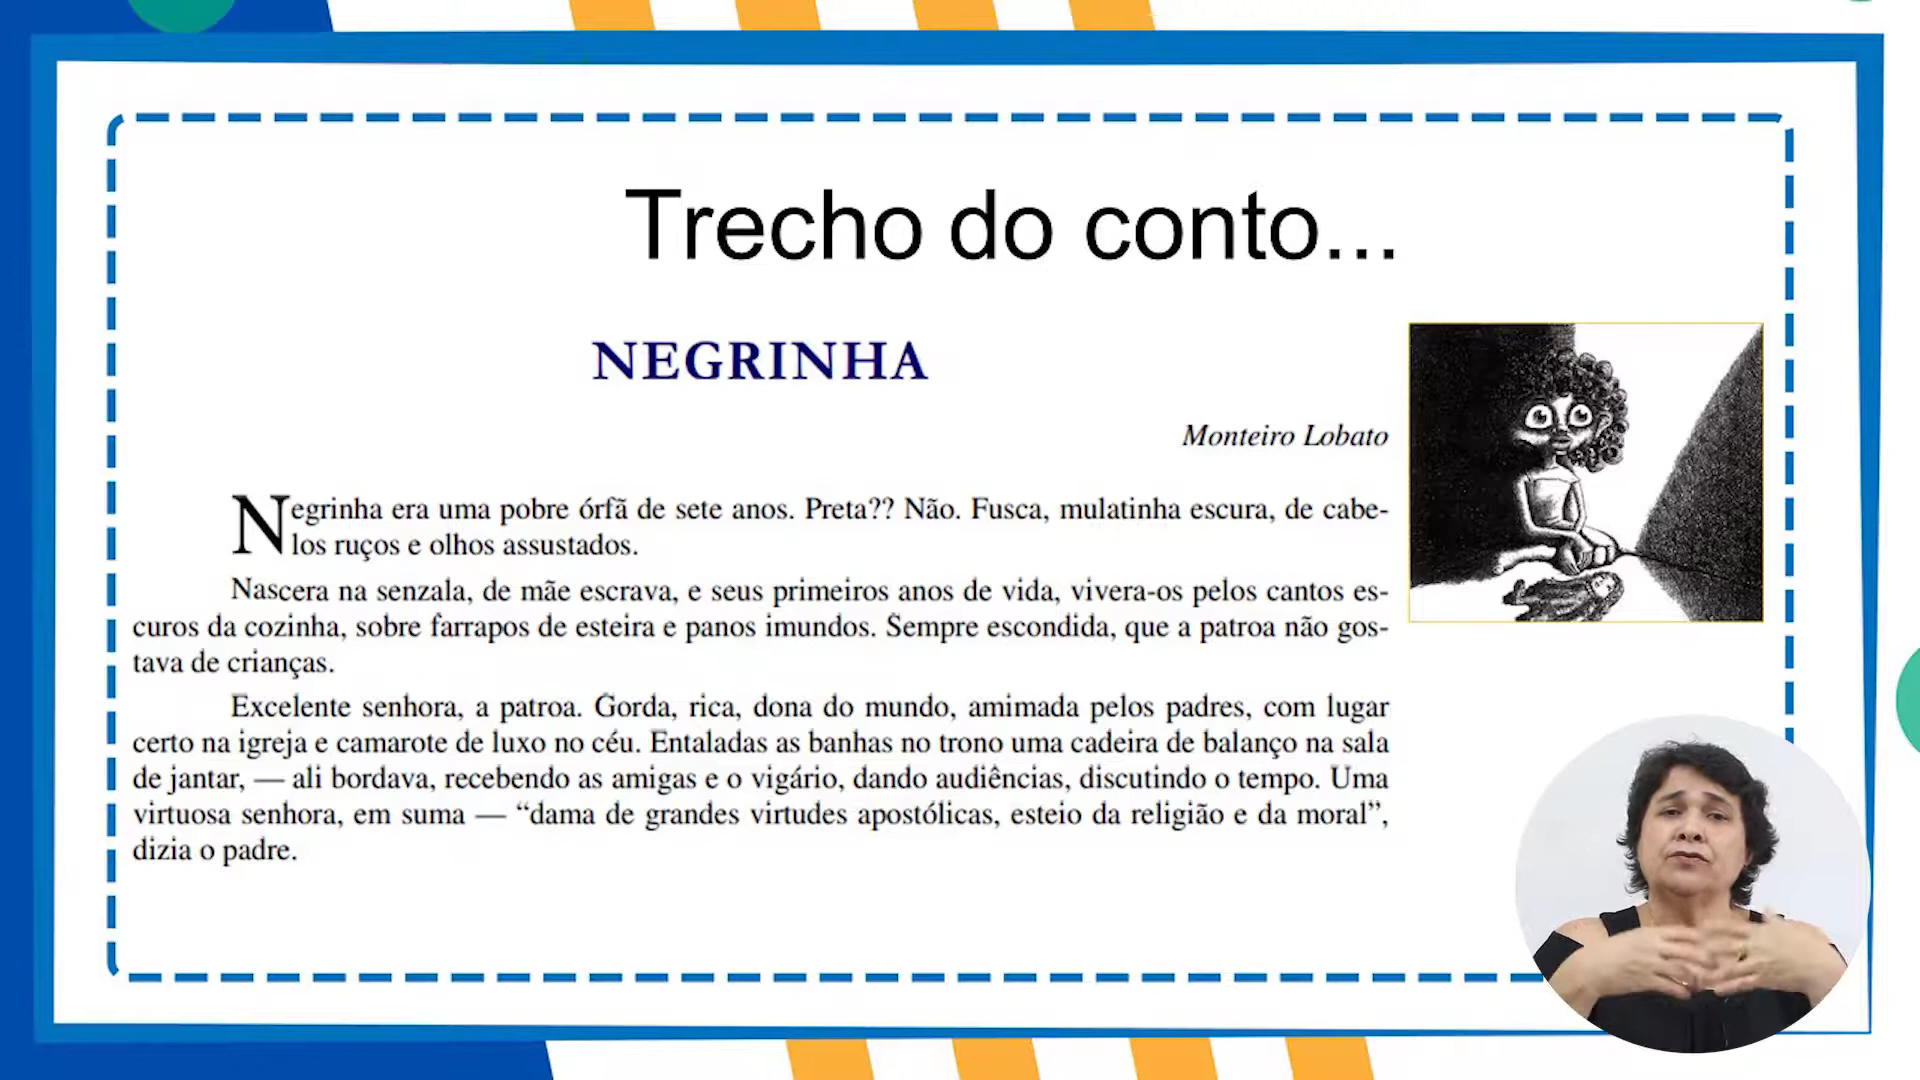 Trecho do conto...
NEGRINHA
Monteiro Lobato
Negrinha era uma pobre órfã de sete anos. Preta?? Não. Fusca, mulatinha escura, de cabe-
los ruços e olhos assustados.
Nascera na senzala, de mãe escrava, e seus primeiros anos de vida, vivera-os pelos cantos es-
curos da cozinha, sobre farrapos de esteira e panos imundos. Sempre escondida, que a patroa não gos-
tava de crianças.
Excelente senhora, a patroa. Gorda, rica, dona do mundo, amimada pelos padres, com lugar
certo na igreja e camarote de luxo no céu. Entaladas as banhas no trono uma cadeira de balanço na sala
de jantar, — ali bordava, recebendo as amigas e o vigário, dando audiências, discutindo o tempo. Uma
virtuosa senhora, em suma — “dama de grandes virtudes apostólicas, esteio da religião e da moral”,
dizia o padre.